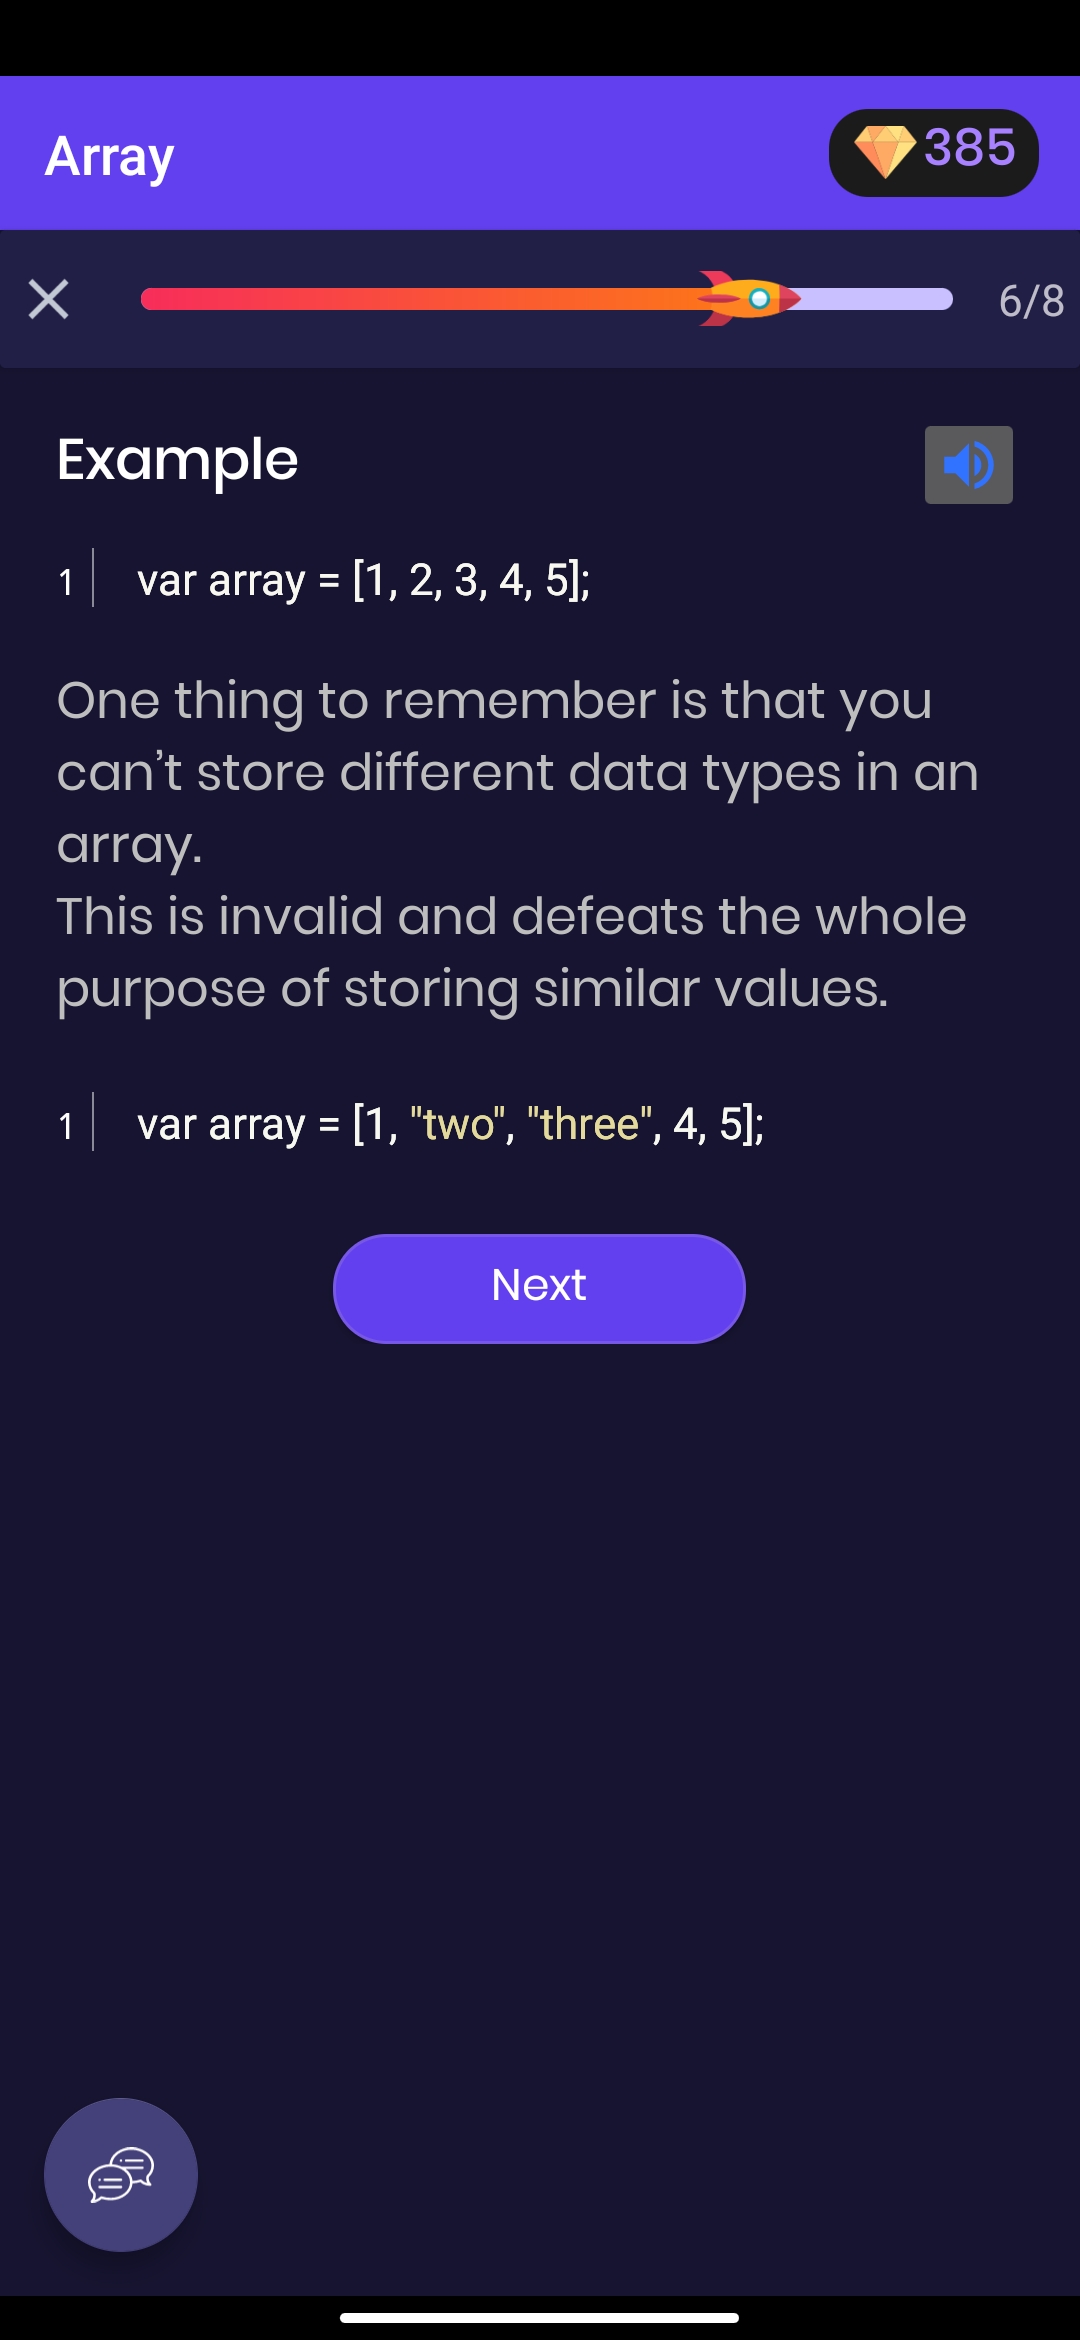 Array
385
6/8
Example
1 var array = [1, 2, 3, 4, 5];
One thing to remember is that you
can’t store different data types in an
array.
This is invalid and defeats the whole
purpose of storing similar values.
1 var array = [1, "two", "three", 4, 5];
Next